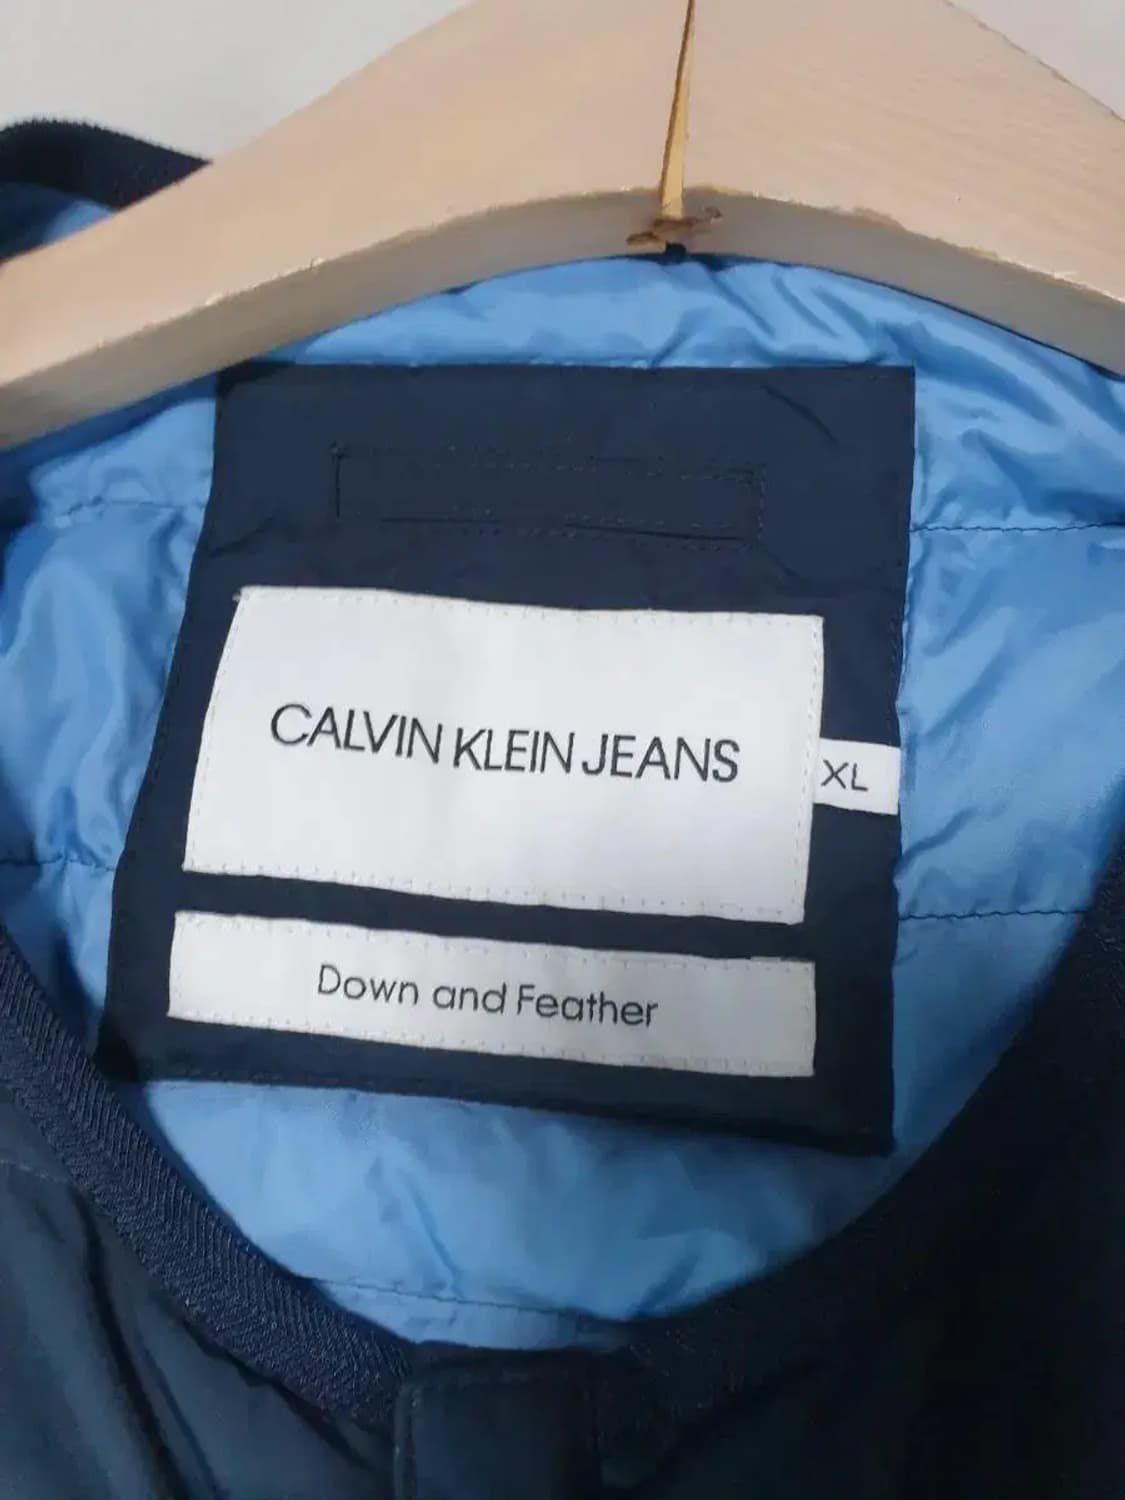 CALVIN KLEIN JEANS
XL
Down and Feather